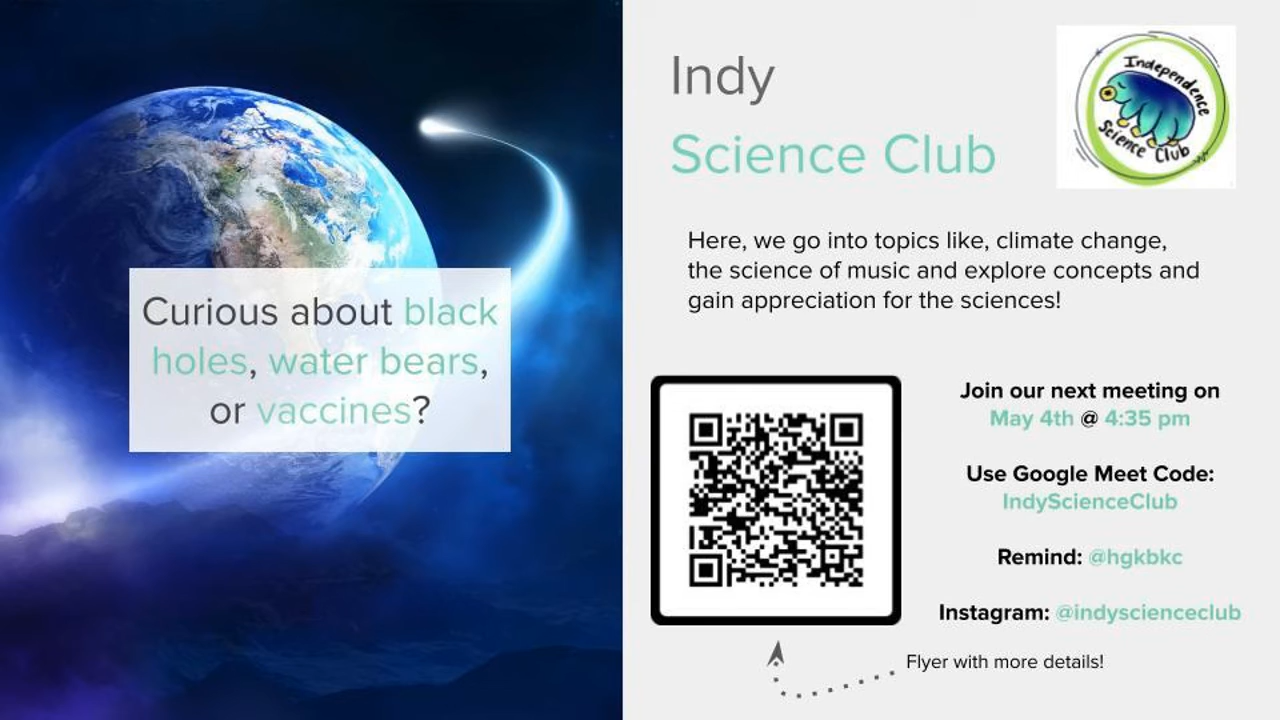 Curious about black
holes, water bears,
or vaccines?
Indy
Science Club
Independence
Science Club
Here, we go into topics like, climate change,
the science of music and explore concepts and
gain appreciation for the sciences!
Join our next meeting on
May 4th @ 4:35 pm
Use Google Meet Code:
IndyScienceClub
Remind: @hgkbkc
Instagram: @indyscienceclub
Flyer with more details!